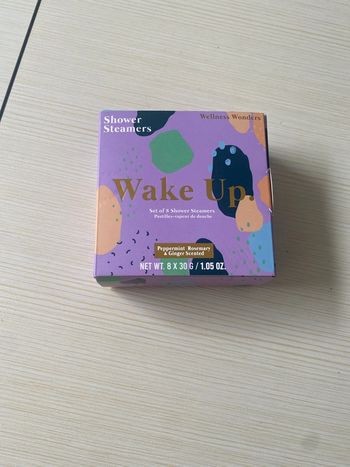 Shower
Steamers
Wellness Wonders
Wake Up.
Set of 8 Shower Steamers
Pastilles-vapeur de douche
Peppermint Rosemary
& Ginger Scented
NET WT. 8 X 30 G / 1.05 OZ.